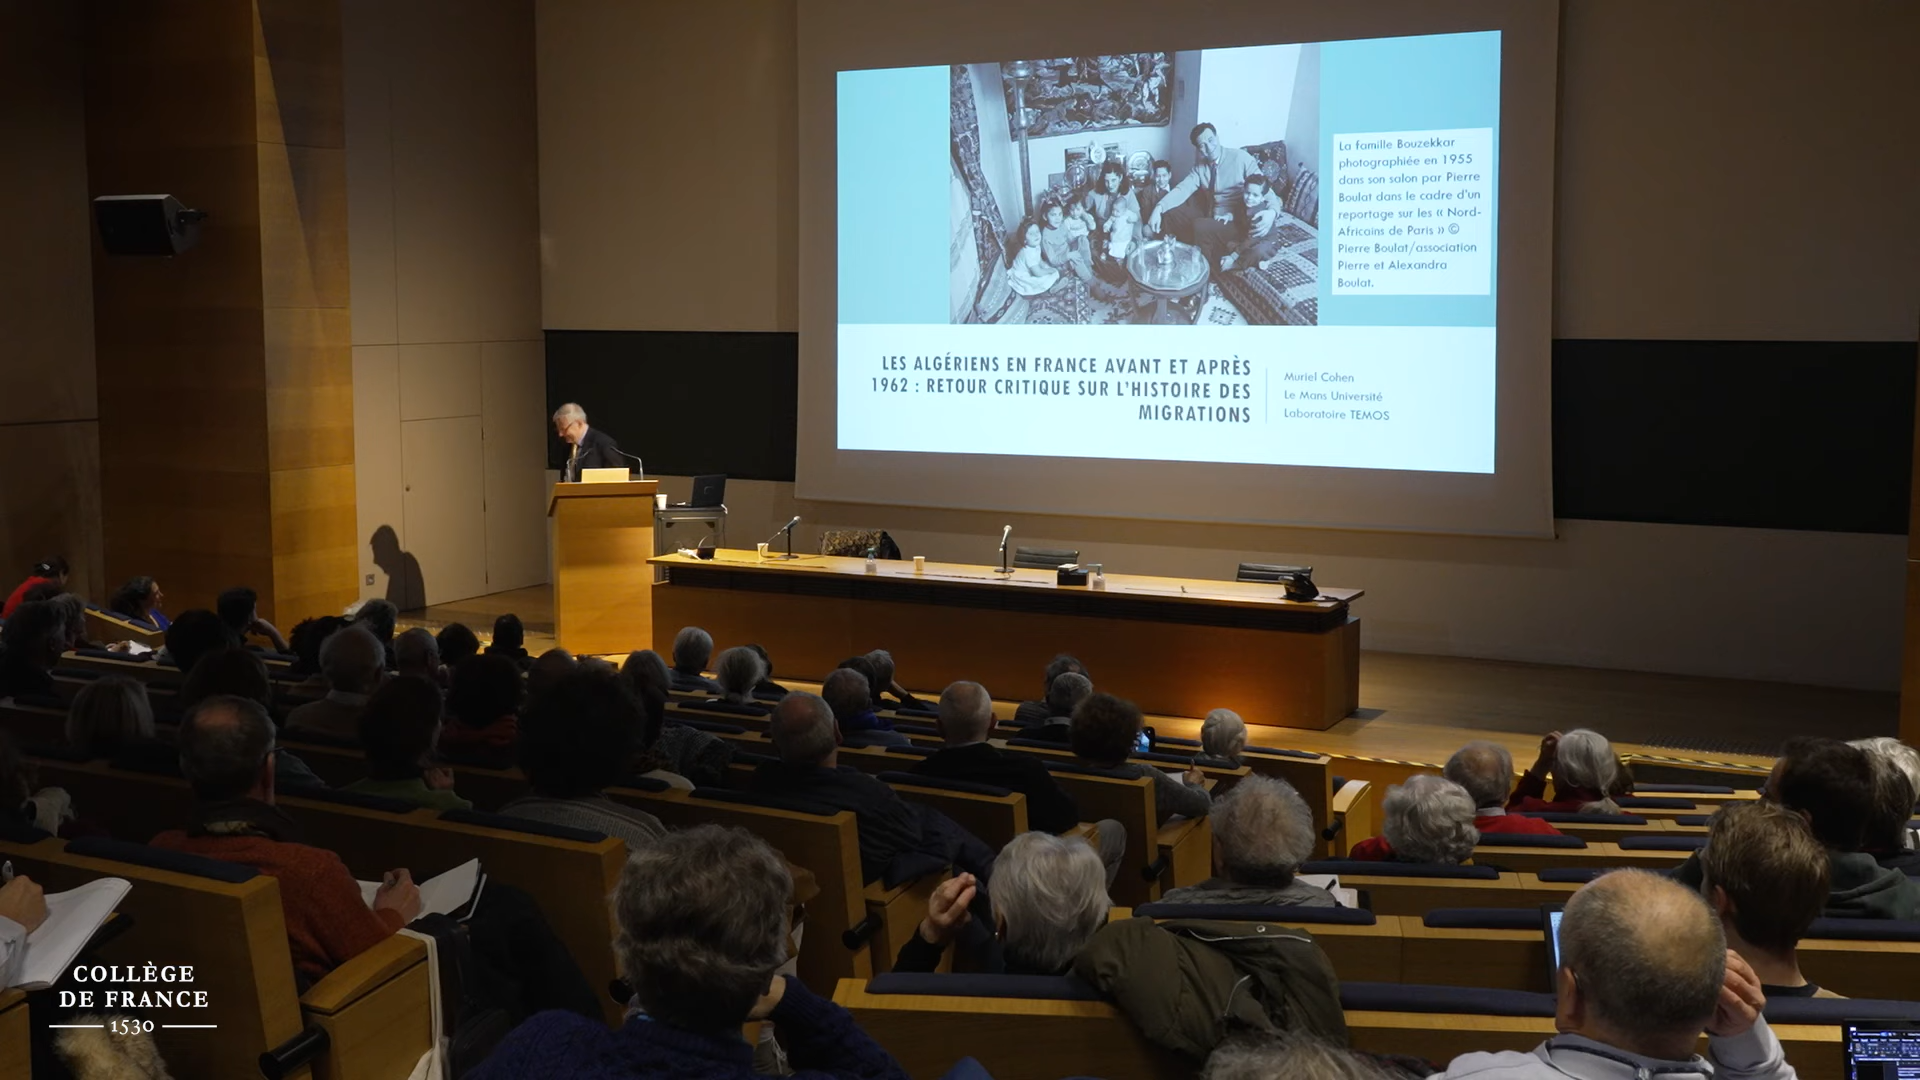 La famille Bouzekkar
photographiée en 1955
dans son salon par Pierre
Boulat dans le cadre d'un
reportage sur les « Nord-
Africains de Paris » ©
Pierre Boulat/association
Pierre et Alexandra
Boulat.
LES ALGÉRIENS EN FRANCE AVANT ET APRÈS
1962 : RETOUR CRITIQUE SUR L'HISTOIRE DES
MIGRATIONS
Muriel Cohen
Le Mans Université
Laboratoire TEMOS
COLLÈGE
DE FRANCE
1530